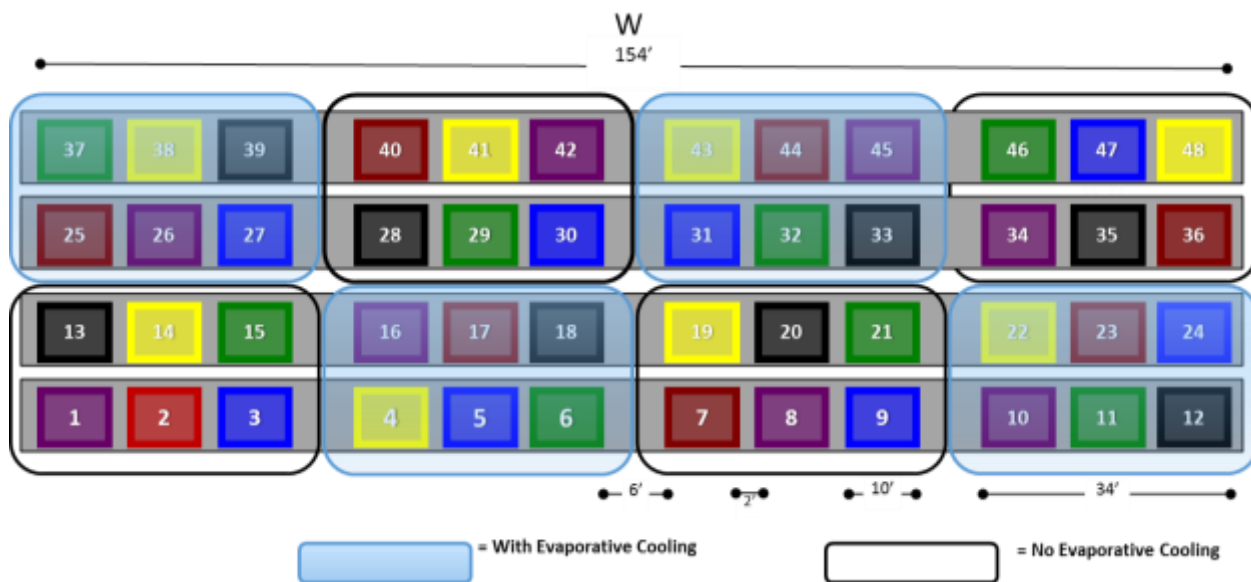 W
154′
37 38 39 40 41 42 43 44 45 46 47 48
25 26 27 28 29 30 31 32 33 34 35 36
13 14 15 16 17 18 19 20 21 22 23 24
1 2 3 4 5 6 7 8 9 10 11 12
6′ 2′ 10′ 34′
= With Evaporative Cooling = No Evaporative Cooling